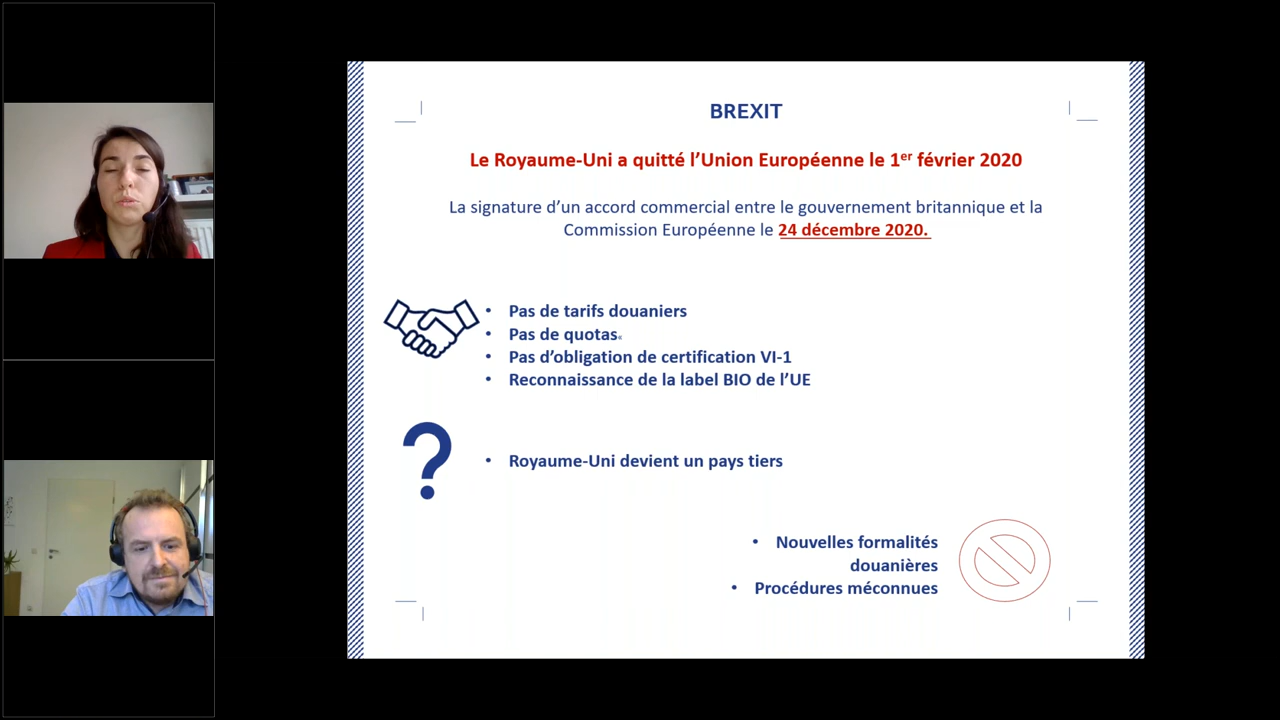 BREXIT
Le Royaume-Uni a quitté l’Union Européenne le 1er février 2020
La signature d’un accord commercial entre le gouvernement britannique et la
Commission Européenne le 24 décembre 2020.
• Pas de tarifs douaniers
• Pas de quotas«
• Pas d’obligation de certification VI-1
• Reconnaissance de la label BIO de l’UE
?
• Royaume-Uni devient un pays tiers
• Nouvelles formalités
douanières
• Procédures méconnues